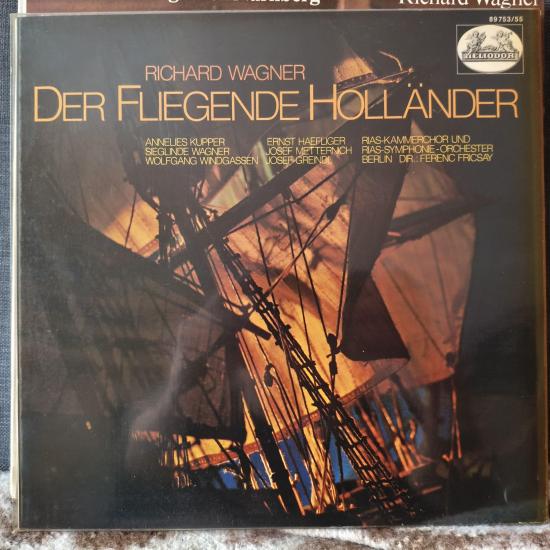 Richard Wagner
89 753/55
HELIODOR
RICHARD WAGNER
DER FLIEGENDE HOLLÄNDER
ANNELIES KUPPER
SIEGLINDE WAGNER
WOLFGANG WINDGASSEN
ERNST HAEFLIGER
JOSEF METTERNICH
JOSEF GREINDL
RIAS-KAMMERCHOR UND
RIAS-SYMPHONIE-ORCHESTER
BERLIN DIR.: FERENC FRICSAY